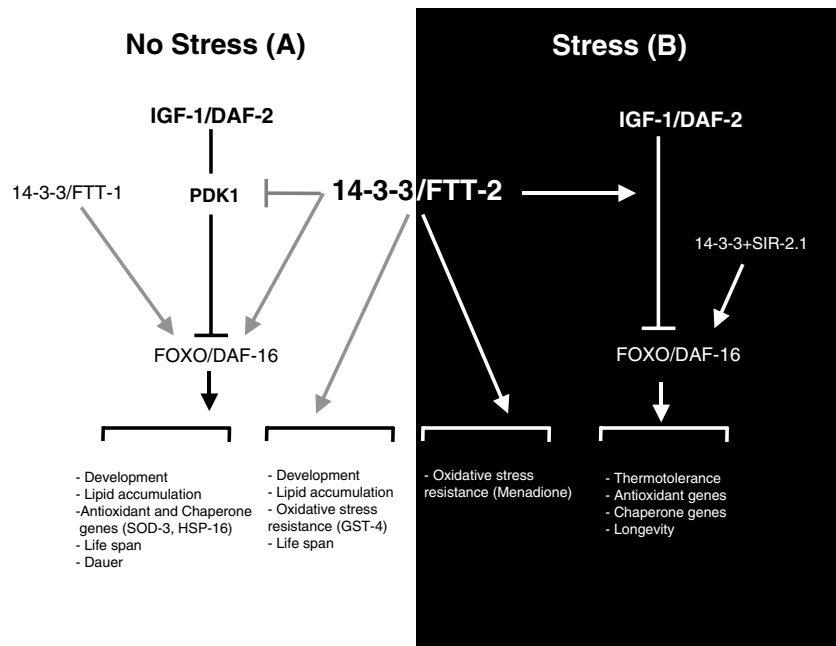 No Stress (A)
Stress (B)
IGF-1/DAF-2
IGF-1/DAF-2
14-3-3/FTT-1
PDK1
14-3-3/FTT-2
14-3-3+SIR-2.1
FOXO/DAF-16
FOXO/DAF-16
- Development
- Lipid accumulation
-Antioxidant and Chaperone
genes (SOD-3, HSP-16)
- Life span
- Dauer
- Development
- Lipid accumulation
- Oxidative stress
resistance (GST-4)
- Life span
- Oxidative stress
resistance (Menadione)
- Thermotolerance
- Antioxidant genes
- Chaperone genes
- Longevity